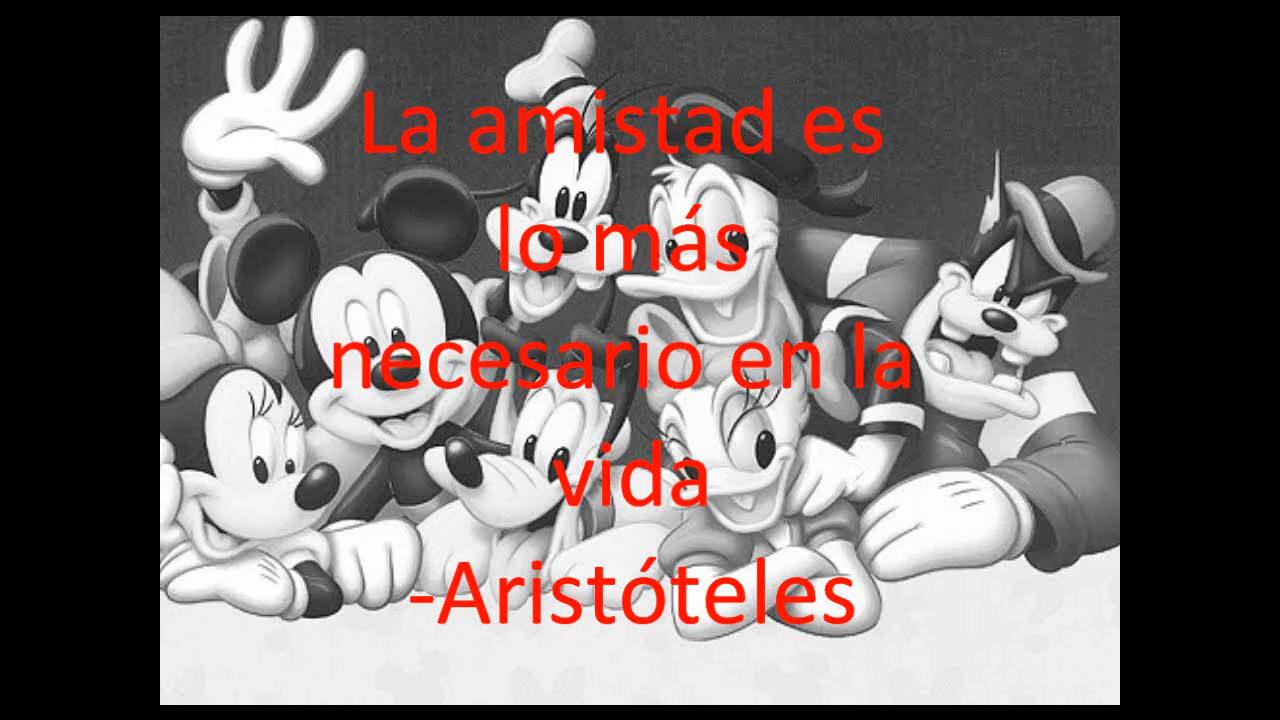 La amistad es
lo más
necesario en la
vida
-Aristóteles